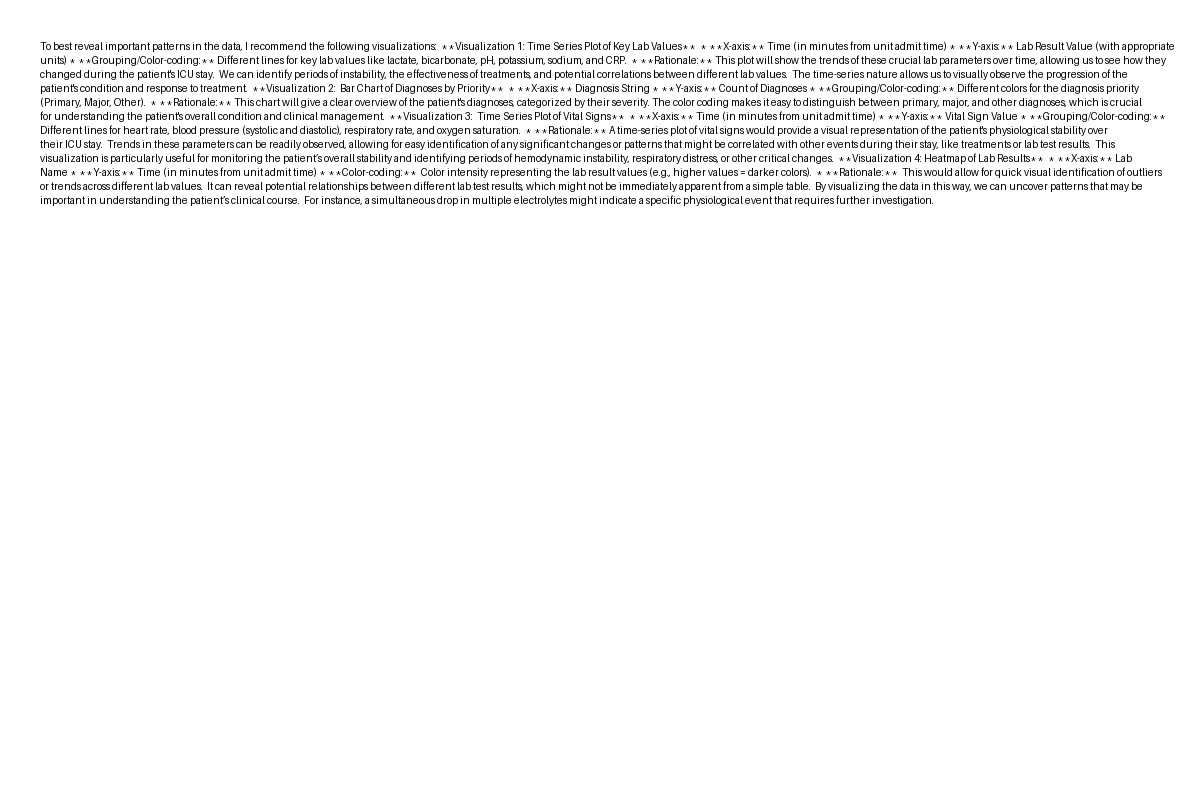 To best reveal important patterns in the data, I recommend the following visualizations:  **Visualization 1: Time Series Plot of Key Lab Values**  * **X-axis:** Time (in minutes from unit admit time) * **Y-axis:** Lab Result Value (with appropriate
units) * **Grouping/Color-coding:** Different lines for key lab values like lactate, bicarbonate, pH, potassium, sodium, and CRP.  * **Rationale:** This plot will show the trends of these crucial lab parameters over time, allowing us to see how they
changed during the patient's ICU stay.  We can identify periods of instability, the effectiveness of treatments, and potential correlations between different lab values.  The time-series nature allows us to visually observe the progression of the
patient's condition and response to treatment.  **Visualization 2:  Bar Chart of Diagnoses by Priority**  * **X-axis:** Diagnosis String * **Y-axis:** Count of Diagnoses * **Grouping/Color-coding:** Different colors for the diagnosis priority
(Primary, Major, Other).  * **Rationale:** This chart will give a clear overview of the patient's diagnoses, categorized by their severity. The color coding makes it easy to distinguish between primary, major, and other diagnoses, which is crucial
for understanding the patient's overall condition and clinical management.  **Visualization 3:  Time Series Plot of Vital Signs**  * **X-axis:** Time (in minutes from unit admit time) * **Y-axis:** Vital Sign Value * **Grouping/Color-coding:**
Different lines for heart rate, blood pressure (systolic and diastolic), respiratory rate, and oxygen saturation.  * **Rationale:** A time-series plot of vital signs would provide a visual representation of the patient's physiological stability over
their ICU stay.  Trends in these parameters can be readily observed, allowing for easy identification of any significant changes or patterns that might be correlated with other events during their stay, like treatments or lab test results.  This
visualization is particularly useful for monitoring the patient's overall stability and identifying periods of hemodynamic instability, respiratory distress, or other critical changes.  **Visualization 4: Heatmap of Lab Results**  * **X-axis:** Lab
Name * **Y-axis:** Time (in minutes from unit admit time) * **Color-coding:** Color intensity representing the lab result values (e.g., higher values = darker colors).  * **Rationale:**  This would allow for quick visual identification of outliers
or trends across different lab values.  It can reveal potential relationships between different lab test results, which might not be immediately apparent from a simple table.  By visualizing the data in this way, we can uncover patterns that may be
important in understanding the patient's clinical course.  For instance, a simultaneous drop in multiple electrolytes might indicate a specific physiological event that requires further investigation.